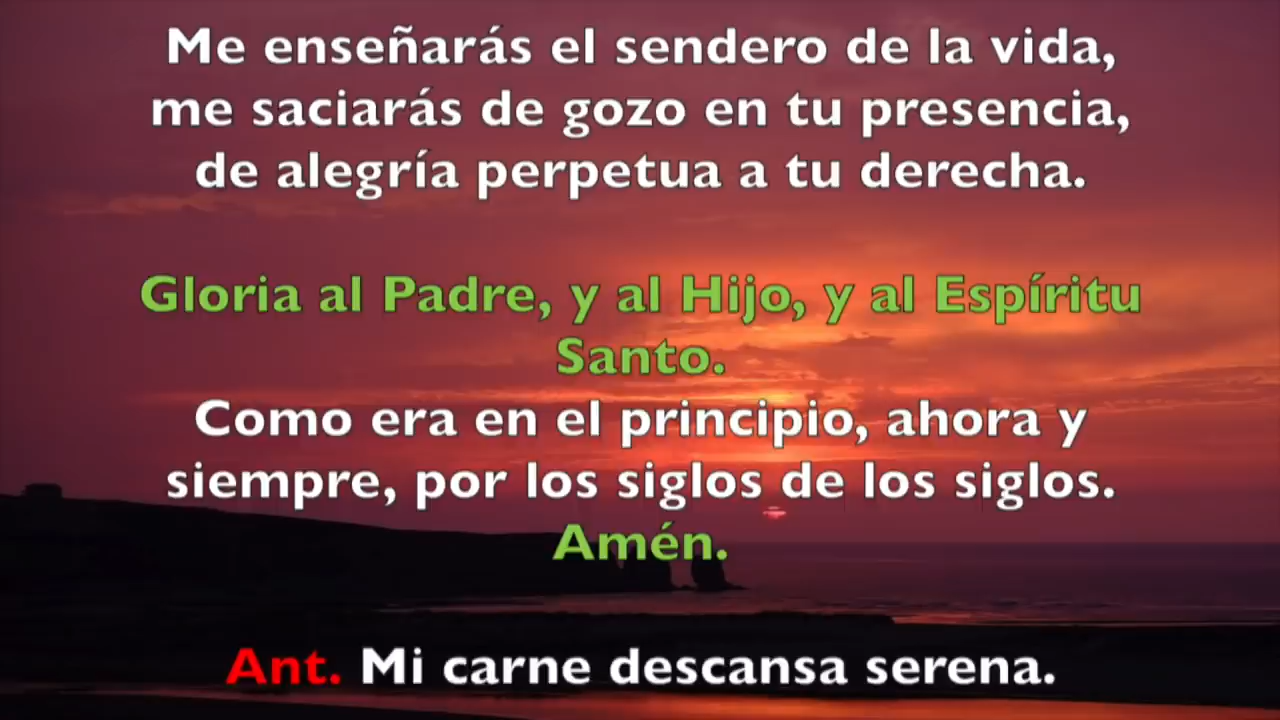 Me enseñarás el sendero de la vida,
me saciarás de gozo en tu presencia,
de alegría perpetua a tu derecha.
Gloria al Padre, y al Hijo, y al Espíritu
Santo.
Como era en el principio, ahora y
siempre, por los siglos de los siglos.
Amén.
Ant. Mi carne descansa serena.